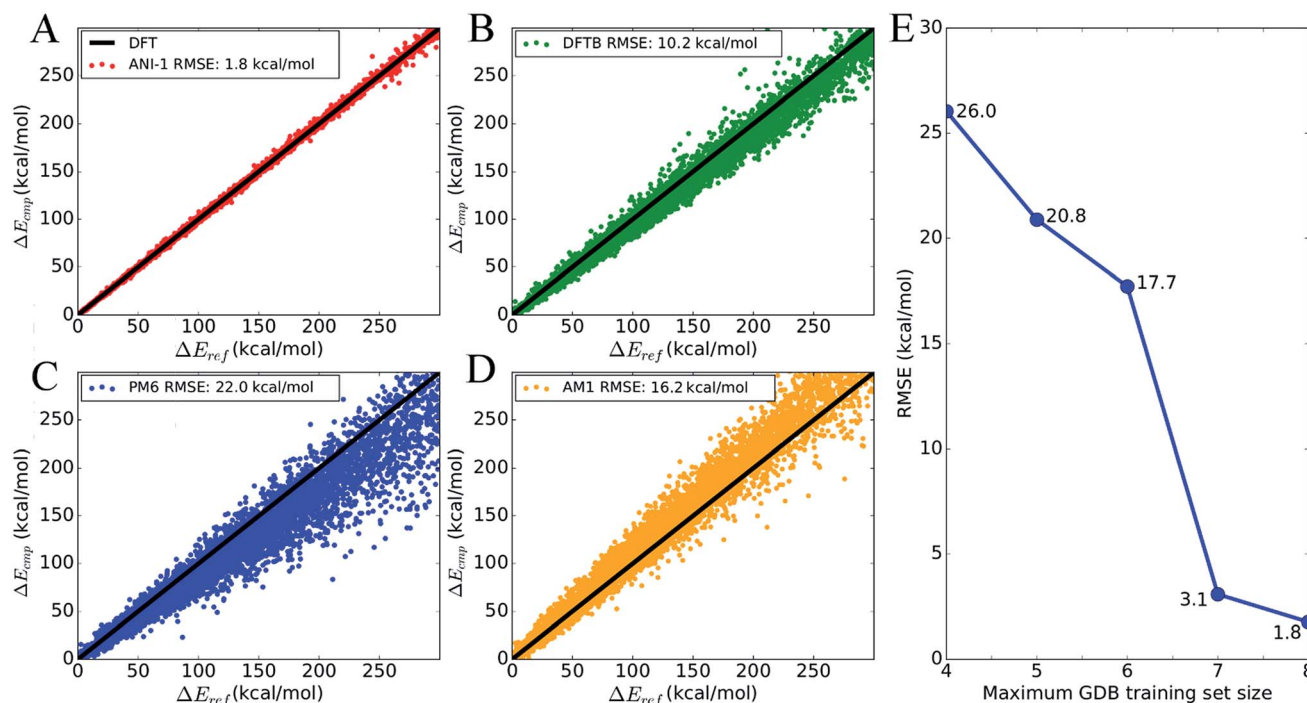 A
DFT
ANI-1 RMSE: 1.8 kcal/mol
250
200
150
100
50
0
ΔE_cmp (kcal/mol)
0 50 100 150 200 250
ΔE_ref (kcal/mol)
B
DFTB RMSE: 10.2 kcal/mol
250
200
150
100
50
0
ΔE_cmp (kcal/mol)
0 50 100 150 200 250
ΔE_ref (kcal/mol)
C
PM6 RMSE: 22.0 kcal/mol
250
200
150
100
50
0
ΔE_cmp (kcal/mol)
0 50 100 150 200 250
ΔE_ref (kcal/mol)
D
AM1 RMSE: 16.2 kcal/mol
250
200
150
100
50
0
ΔE_cmp (kcal/mol)
0 50 100 150 200 250
ΔE_ref (kcal/mol)
E
30
25
20
15
10
5
0
RMSE (kcal/mol)
26.0
20.8
17.7
3.1
1.8
4 5 6 7 8
Maximum GDB training set size